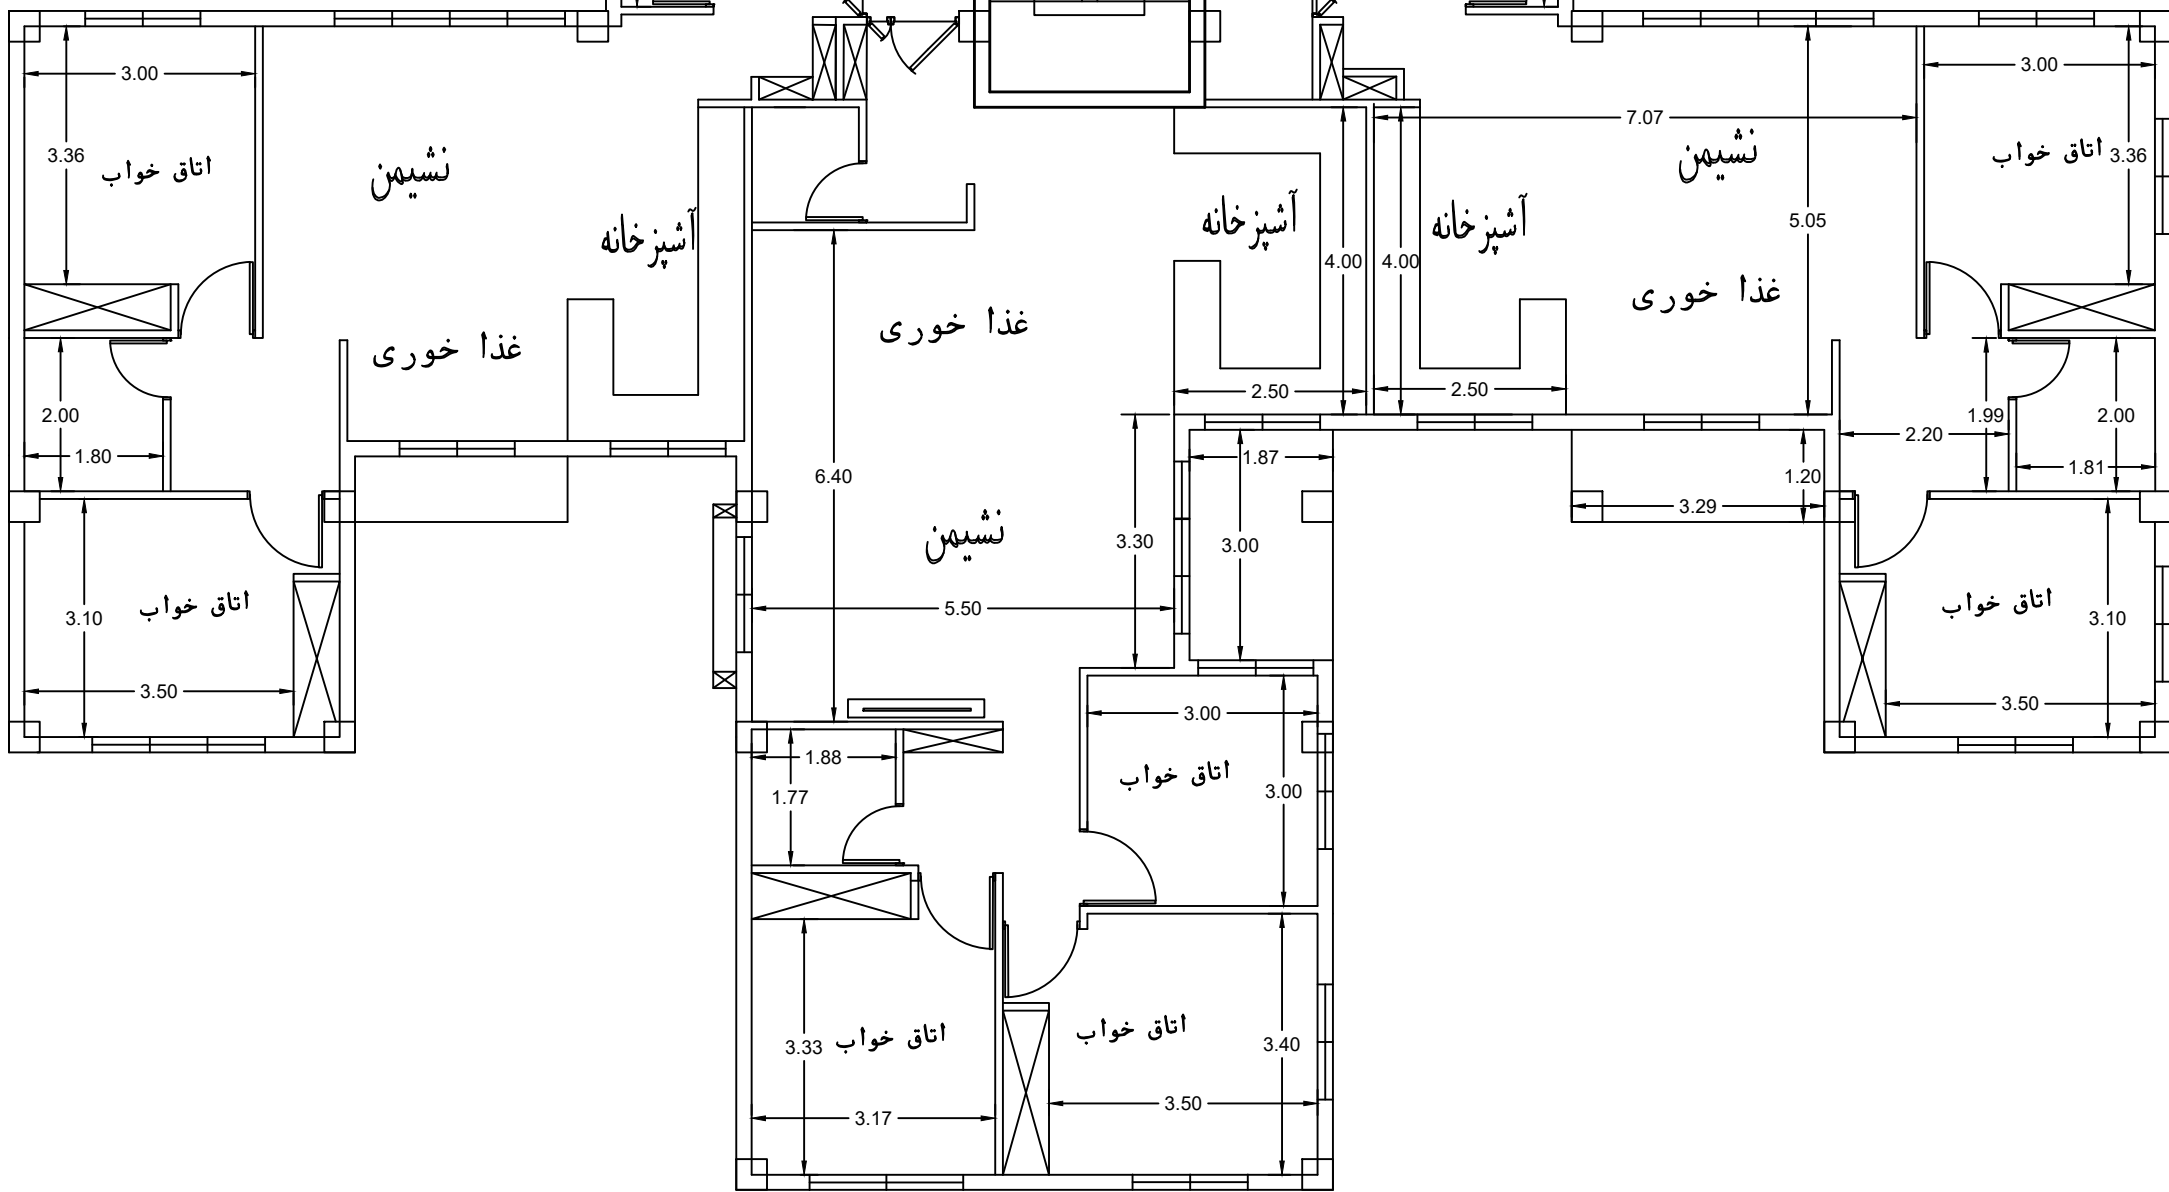 3.00
3.36
اتاق خواب
نشیمن
آشپزخانه
غذا خوری
2.00
1.80
3.10
اتاق خواب
3.50
غذا خوری
آشپزخانه
4.00
2.50
6.40
نشیمن
5.50
3.30
1.87
3.00
1.88
1.77
3.00
اتاق خواب
3.00
3.33
اتاق خواب
3.17
اتاق خواب
3.40
3.50
4.00
آشپزخانه
2.50
7.07
نشیمن
5.05
غذا خوری
3.00
اتاق خواب
3.36
1.99
2.00
2.20
1.81
1.20
3.29
اتاق خواب
3.10
3.50